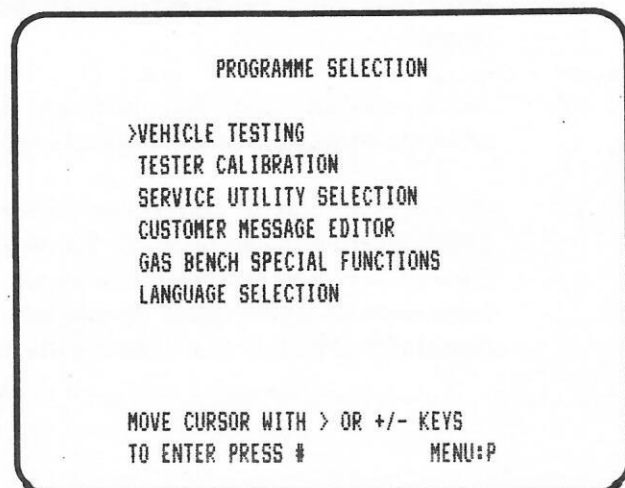 PROGRAMME SELECTION
>VEHICLE TESTING
TESTER CALIBRATION
SERVICE UTILITY SELECTION
CUSTOMER MESSAGE EDITOR
GAS BENCH SPECIAL FUNCTIONS
LANGUAGE SELECTION
MOVE CURSOR WITH > OR +/- KEYS
TO ENTER PRESS # MENU:P